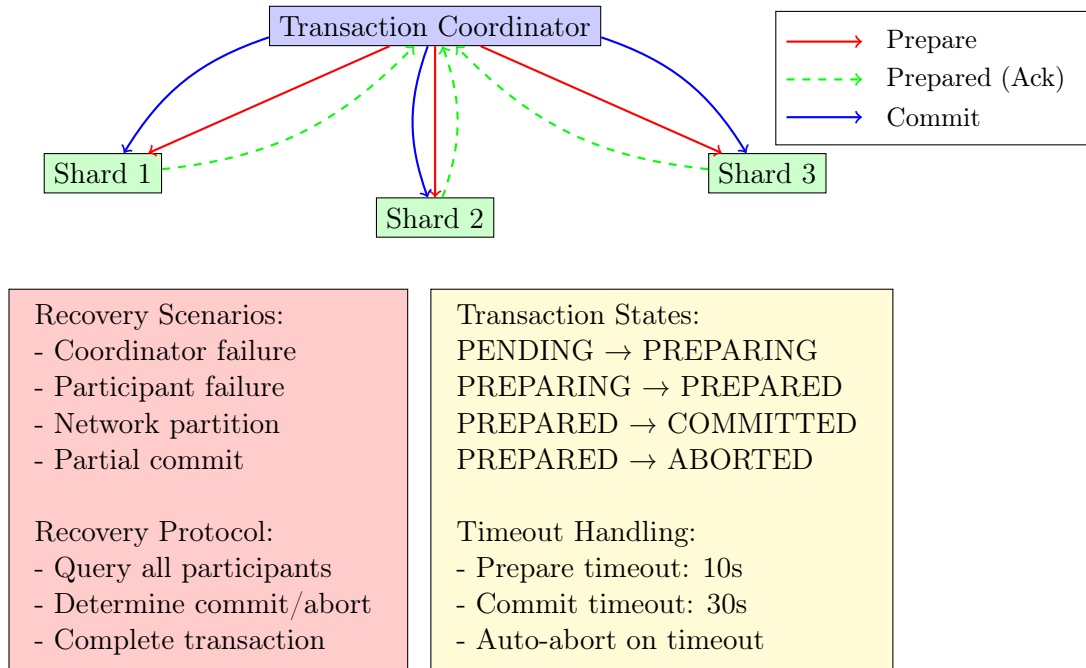 Transaction Coordinator
Prepare
Prepared (Ack)
Commit
Shard 1
Shard 2
Shard 3
Recovery Scenarios:
- Coordinator failure
- Participant failure
- Network partition
- Partial commit
Recovery Protocol:
- Query all participants
- Determine commit/abort
- Complete transaction
Transaction States:
PENDING → PREPARING
PREPARING → PREPARED
PREPARED → COMMITTED
PREPARED → ABORTED
Timeout Handling:
- Prepare timeout: 10s
- Commit timeout: 30s
- Auto-abort on timeout